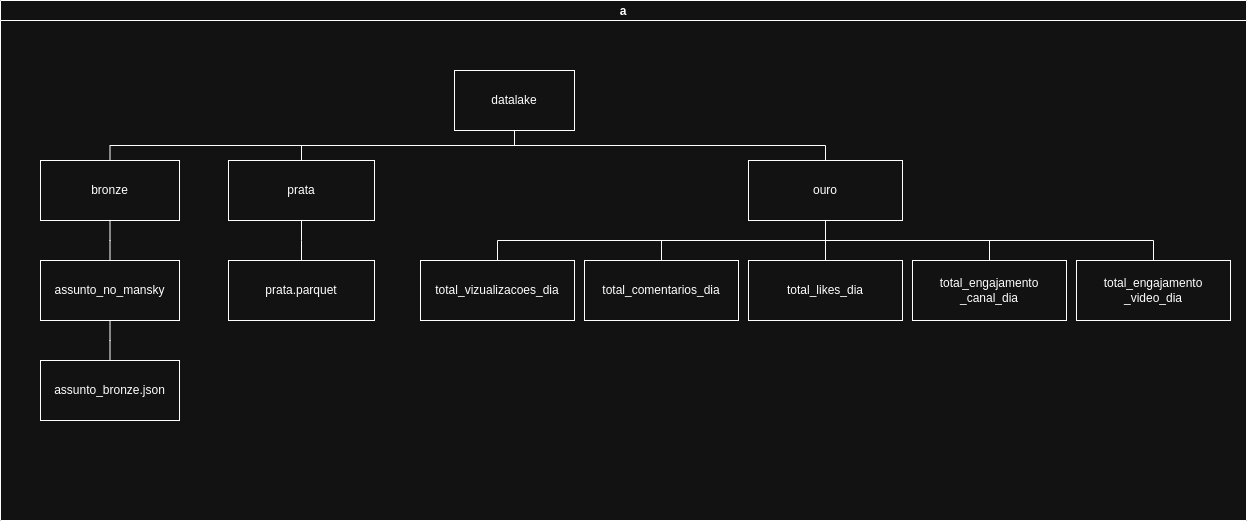 a
datalake
bronze
prata
ouro
assunto_no_mansky
prata.parquet
total_vizualizacoes_dia
total_comentarios_dia
total_likes_dia
total_engajamento
_canal_dia
total_engajamento
_video_dia
assunto_bronze.json